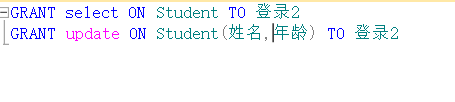 GRANT select ON Student TO 登录2
GRANT update ON Student(姓名,年龄) TO 登录2